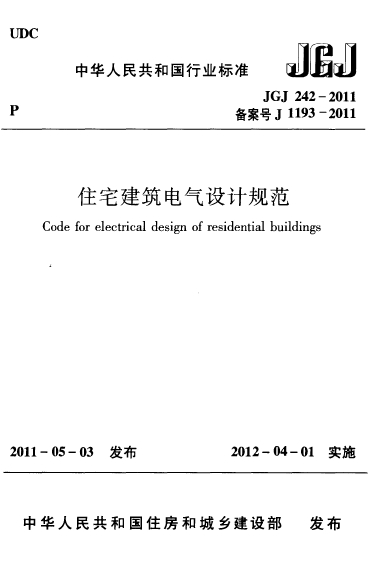 UDC
中华人民共和国行业标准 JGJ
JGJ 242-2011
P 备案号 J 1193-2011
住宅建筑电气设计规范
Code for electrical design of residential buildings
2011-05-03 发布 2012-04-01 实施
中华人民共和国住房和城乡建设部 发布